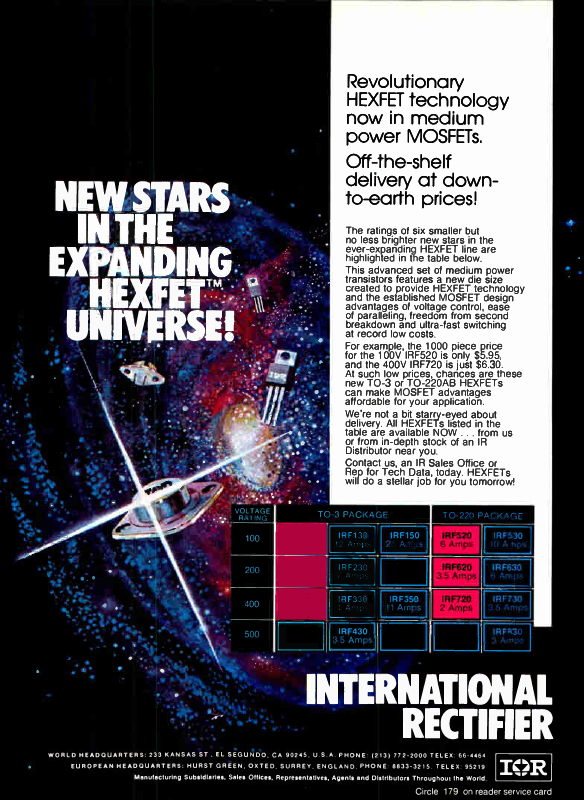 Revolutionary
HEXFET technology
now in medium
power MOSFETs.
Off-the-shelf
delivery at down-
to-earth prices!
NEW STARS
IN THE
EXPANDING
HEXFET™
UNIVERSE!
The ratings of six smaller but
no less brighter new stars in the
ever-expanding HEXFET line are
highlighted in the table below.
This advanced set of medium power
transistors features a new die size
created to provide HEXFET technology
and the established MOSFET design
advantages of voltage control, ease
of paralleling, freedom from second
breakdown and ultra-fast switching
at record low costs.
For example, the 1000 piece price
for the 100V IRF520 is only $5.95,
and the 400V IRF720 is just $6.30.
At such low prices, chances are these
new TO-3 or TO-220AB HEXFETs
can make MOSFET advantages
affordable for your application.
We're not a bit starry-eyed about
delivery. All HEXFETs listed in the
table are available NOW . . . from us
or from in-depth stock of an IR
Distributor near you.
Contact us, an IR Sales Office or
Rep for Tech Data, today. HEXFETs
will do a stellar job for you tomorrow!
VOLTAGE RATING TO-3 PACKAGE TO-220 PACKAGE
100 IRF130 IRF150 IRF520 IRF530
12 Amps 6 Amps 10 Amps
200 IRF230 IRF620 IRF630
3.5 Amps 6 Amps
400 IRF330 IRF350 IRF720 IRF730
11 Amps 2 Amps 3.5 Amps
500 IRF430
3.5 Amps 3 Amps
INTERNATIONAL
RECTIFIER
WORLD HEADQUARTERS: 233 KANSAS ST., EL SEGUNDO, CA 90245, U.S.A. PHONE: (213) 772-2000 TELEX: 66-4464
EUROPEAN HEADQUARTERS: HURST GREEN, OXTED, SURREY, ENGLAND. PHONE: 8833-3215. TELEX: 95219
Manufacturing Subsidiaries, Sales Offices, Representatives, Agents and Distributors Throughout the World.
IOR
Circle 179 on reader service card